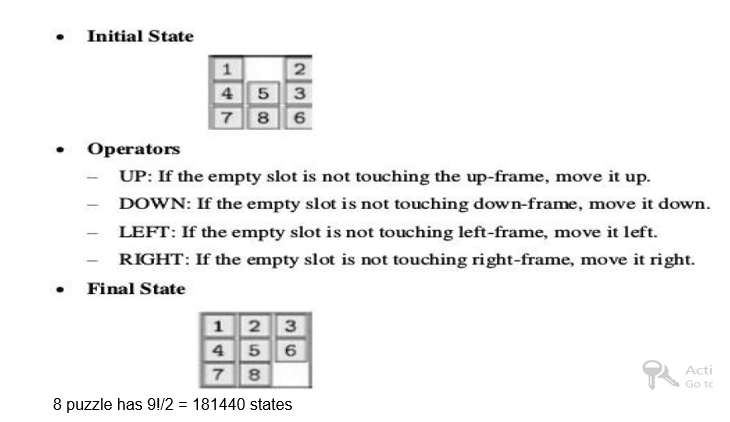 • Initial State
1 2
4 5 3
7 8 6
• Operators
– UP: If the empty slot is not touching the up-frame, move it up.
– DOWN: If the empty slot is not touching down-frame, move it down.
– LEFT: If the empty slot is not touching left-frame, move it left.
– RIGHT: If the empty slot is not touching right-frame, move it right.
• Final State
1 2 3
4 5 6
7 8
Acti
Go to
8 puzzle has 9!/2 = 181440 states